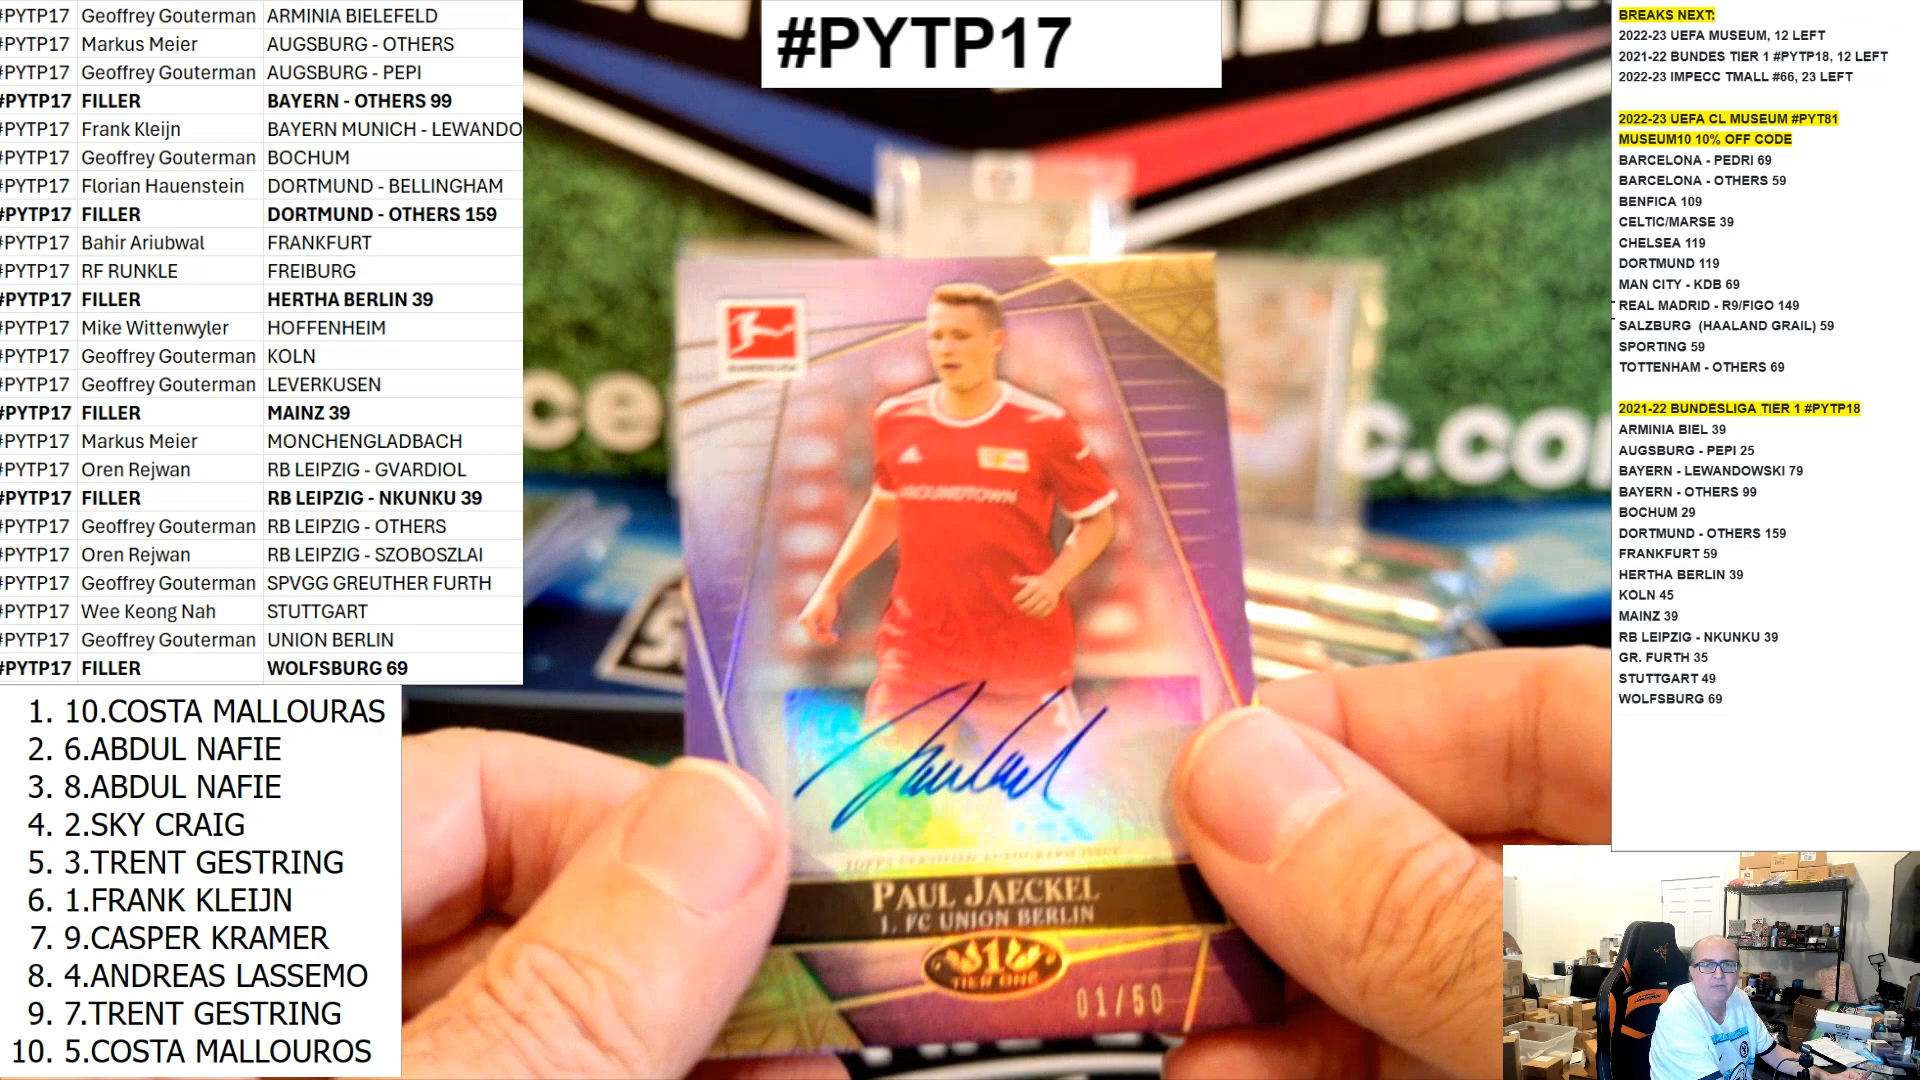 #PYTP17 Geoffrey Gouterman ARMINIA BIELEFELD
#PYTP17 Markus Meier AUGSBURG - OTHERS
#PYTP17 Geoffrey Gouterman AUGSBURG - PEPI
#PYTP17 FILLER BAYERN - OTHERS 99
#PYTP17 Frank Kleijn BAYERN MUNICH - LEWANDO
#PYTP17 Geoffrey Gouterman BOCHUM
#PYTP17 Florian Hauenstein DORTMUND - BELLINGHAM
#PYTP17 FILLER DORTMUND - OTHERS 159
#PYTP17 Bahir Ariubwal FRANKFURT
#PYTP17 RF RUNKLE FREIBURG
#PYTP17 FILLER HERTHA BERLIN 39
#PYTP17 Mike Wittenwyler HOFFENHEIM
#PYTP17 Geoffrey Gouterman KOLN
#PYTP17 Geoffrey Gouterman LEVERKUSEN
#PYTP17 FILLER MAINZ 39
#PYTP17 Markus Meier MONCHENGLADBACH
#PYTP17 Oren Rejwan RB LEIPZIG - GVARDIOL
#PYTP17 FILLER RB LEIPZIG - NKUNKU 39
#PYTP17 Geoffrey Gouterman RB LEIPZIG - OTHERS
#PYTP17 Oren Rejwan RB LEIPZIG - SZOBOSZLAI
#PYTP17 Geoffrey Gouterman SPVGG GREUTHER FURTH
#PYTP17 Wee Keong Nah STUTTGART
#PYTP17 Geoffrey Gouterman UNION BERLIN
#PYTP17 FILLER WOLFSBURG 69
1. 10.COSTA MALLOURAS
2. 6.ABDUL NAFIE
3. 8.ABDUL NAFIE
4. 2.SKY CRAIG
5. 3.TRENT GESTRING
6. 1.FRANK KLEIJN
7. 9.CASPER KRAMER
8. 4.ANDREAS LASSEMO
9. 7.TRENT GESTRING
10. 5.COSTA MALLOUROS
#PYTP17
BUNDESLIGA
AROUNDTOWN
TOPPS CERTIFIED AUTOGRAPH ISSUE
PAUL JAECKEL
1. FC UNION BERLIN
1
TIER ONE
01/50
c.co
BREAKS NEXT:
2022-23 UEFA MUSEUM, 12 LEFT
2021-22 BUNDES TIER 1 #PYTP18, 12 LEFT
2022-23 IMPECC TMALL #66, 23 LEFT
2022-23 UEFA CL MUSEUM #PYT81
MUSEUM10 10% OFF CODE
BARCELONA - PEDRI 69
BARCELONA - OTHERS 59
BENFICA 109
CELTIC/MARSE 39
CHELSEA 119
DORTMUND 119
MAN CITY - KDB 69
REAL MADRID - R9/FIGO 149
SALZBURG (HAALAND GRAIL) 59
SPORTING 59
TOTTENHAM - OTHERS 69
2021-22 BUNDESLIGA TIER 1 #PYTP18
ARMINIA BIEL 39
AUGSBURG - PEPI 25
BAYERN - LEWANDOWSKI 79
BAYERN - OTHERS 99
BOCHUM 29
DORTMUND - OTHERS 159
FRANKFURT 59
HERTHA BERLIN 39
KOLN 45
MAINZ 39
RB LEIPZIG - NKUNKU 39
GR. FURTH 35
STUTTGART 49
WOLFSBURG 69